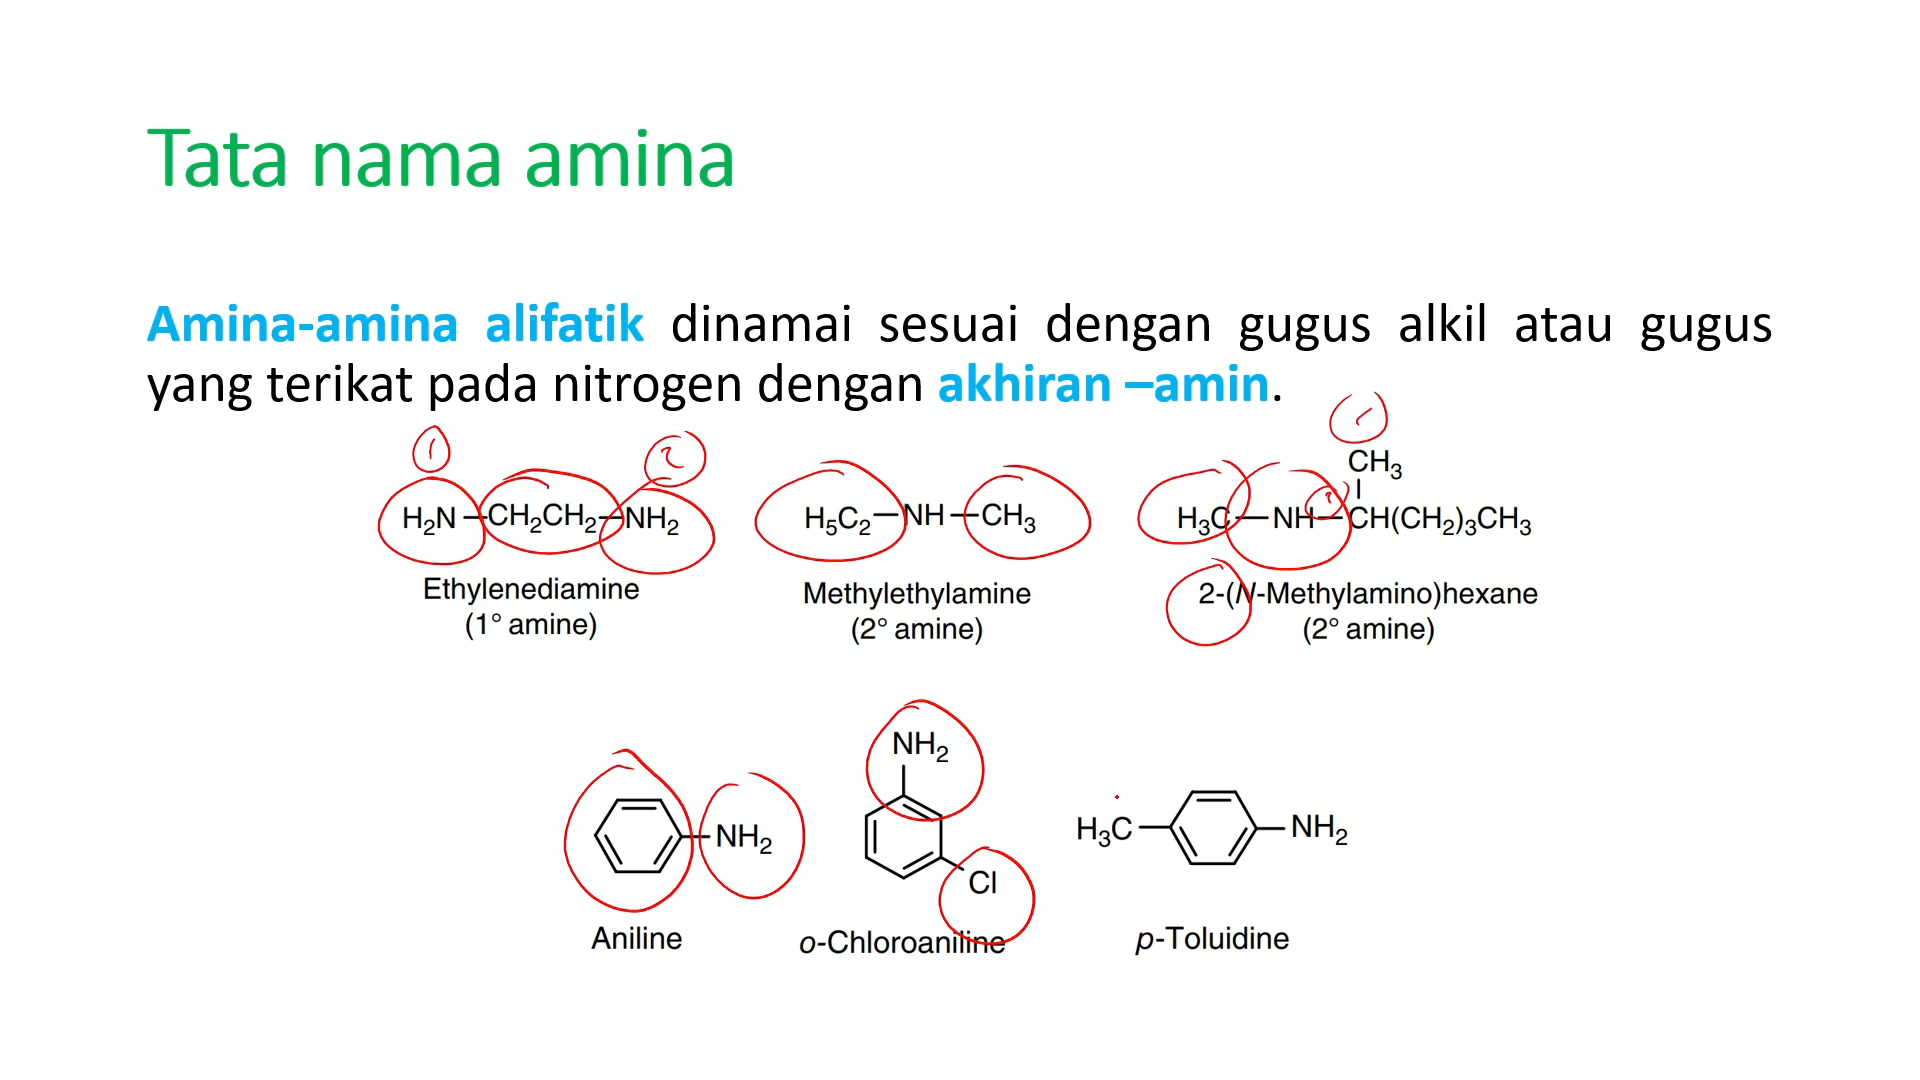 Tata nama amina
Amina-amina alifatik dinamai sesuai dengan gugus alkil atau gugus
yang terikat pada nitrogen dengan akhiran –amin.
1
2
H₂N—CH₂CH₂—NH₂
Ethylenediamine
(1° amine)
H₅C₂—NH—CH₃
Methylethylamine
(2° amine)
CH₃
H₃C—NH—CH(CH₂)₃CH₃
2-(N-Methylamino)hexane
(2° amine)
NH₂
Aniline
NH₂
Cl
o-Chloroaniline
H₃C
NH₂
p-Toluidine